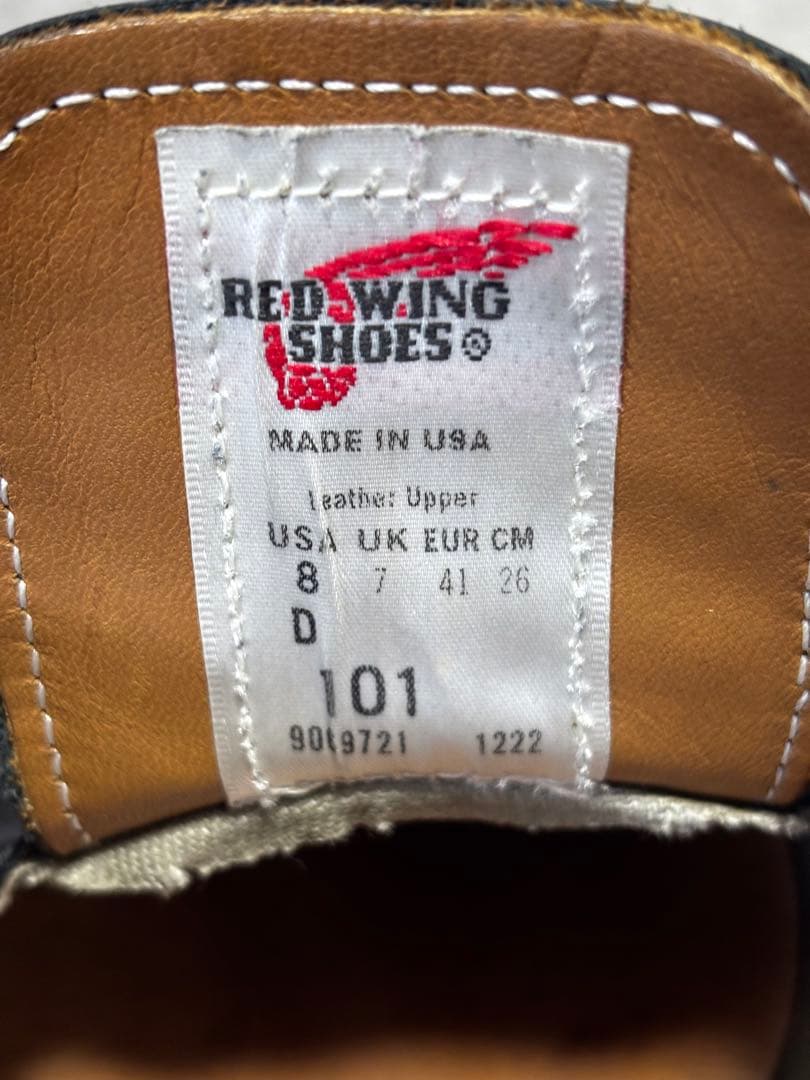 RED WING
SHOES ®
MADE IN USA
Leather Upper
USA UK EUR CM
8 7 41 26
D
101
1222